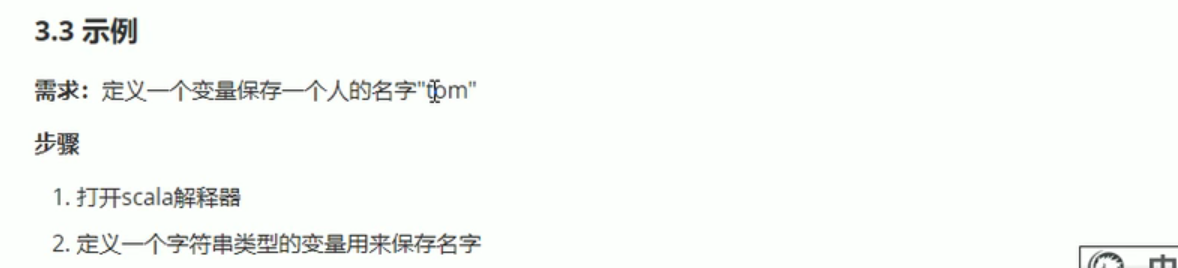 3.3 示例
需求：定义一个变量保存一个人的名字"tom"
步骤
1. 打开scala解释器
2. 定义一个字符串类型的变量用来保存名字